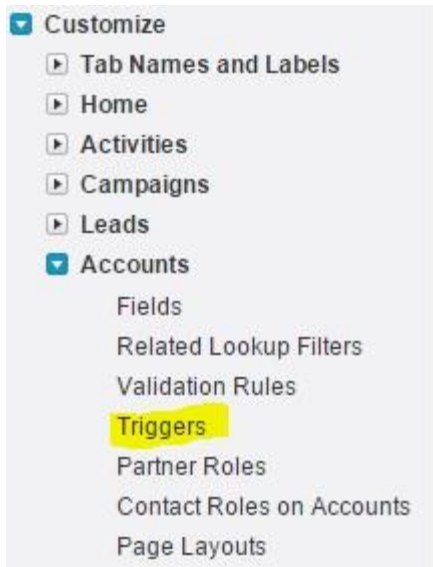 Customize
Tab Names and Labels
Home
Activities
Campaigns
Leads
Accounts
Fields
Related Lookup Filters
Validation Rules
Triggers
Partner Roles
Contact Roles on Accounts
Page Layouts